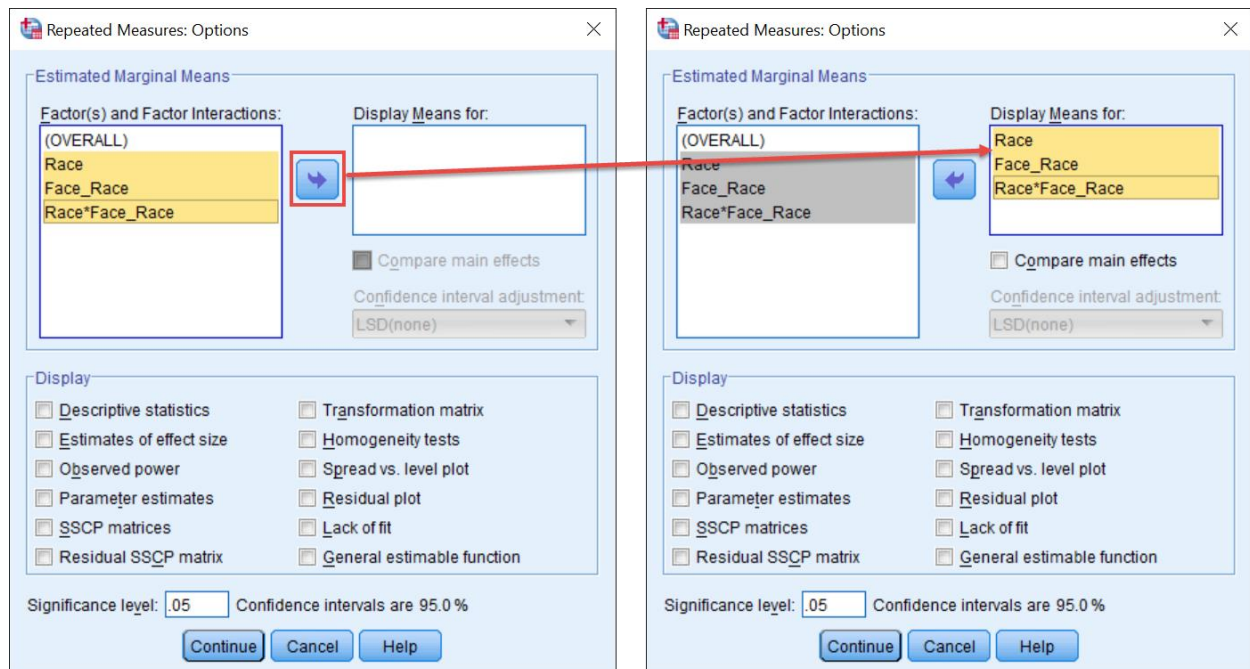 Repeated Measures: Options
Estimated Marginal Means
Factor(s) and Factor Interactions:
(OVERALL)
Race
Face_Race
Race*Face_Race
Display Means for:
Compare main effects
Confidence interval adjustment:
LSD(none)
Display
Descriptive statistics
Estimates of effect size
Observed power
Parameter estimates
SSCP matrices
Residual SSCP matrix
Transformation matrix
Homogeneity tests
Spread vs. level plot
Residual plot
Lack of fit
General estimable function
Significance level: .05 Confidence intervals are 95.0 %
Continue Cancel Help
Repeated Measures: Options
Estimated Marginal Means
Factor(s) and Factor Interactions:
(OVERALL)
Race
Face_Race
Race*Face_Race
Display Means for:
Race
Face_Race
Race*Face_Race
Compare main effects
Confidence interval adjustment:
LSD(none)
Display
Descriptive statistics
Estimates of effect size
Observed power
Parameter estimates
SSCP matrices
Residual SSCP matrix
Transformation matrix
Homogeneity tests
Spread vs. level plot
Residual plot
Lack of fit
General estimable function
Significance level: .05 Confidence intervals are 95.0 %
Continue Cancel Help